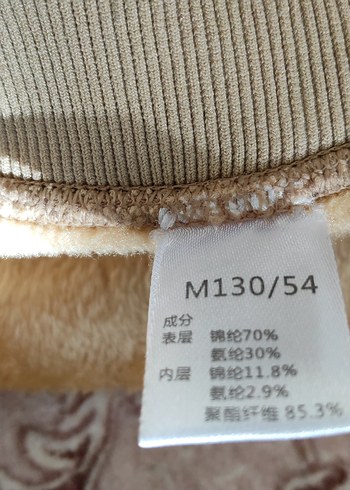 M130/54
成分
表层 锦纶70%
氨纶30%
内层 锦纶11.8%
氨纶2.9%
聚酯纤维 85.3%